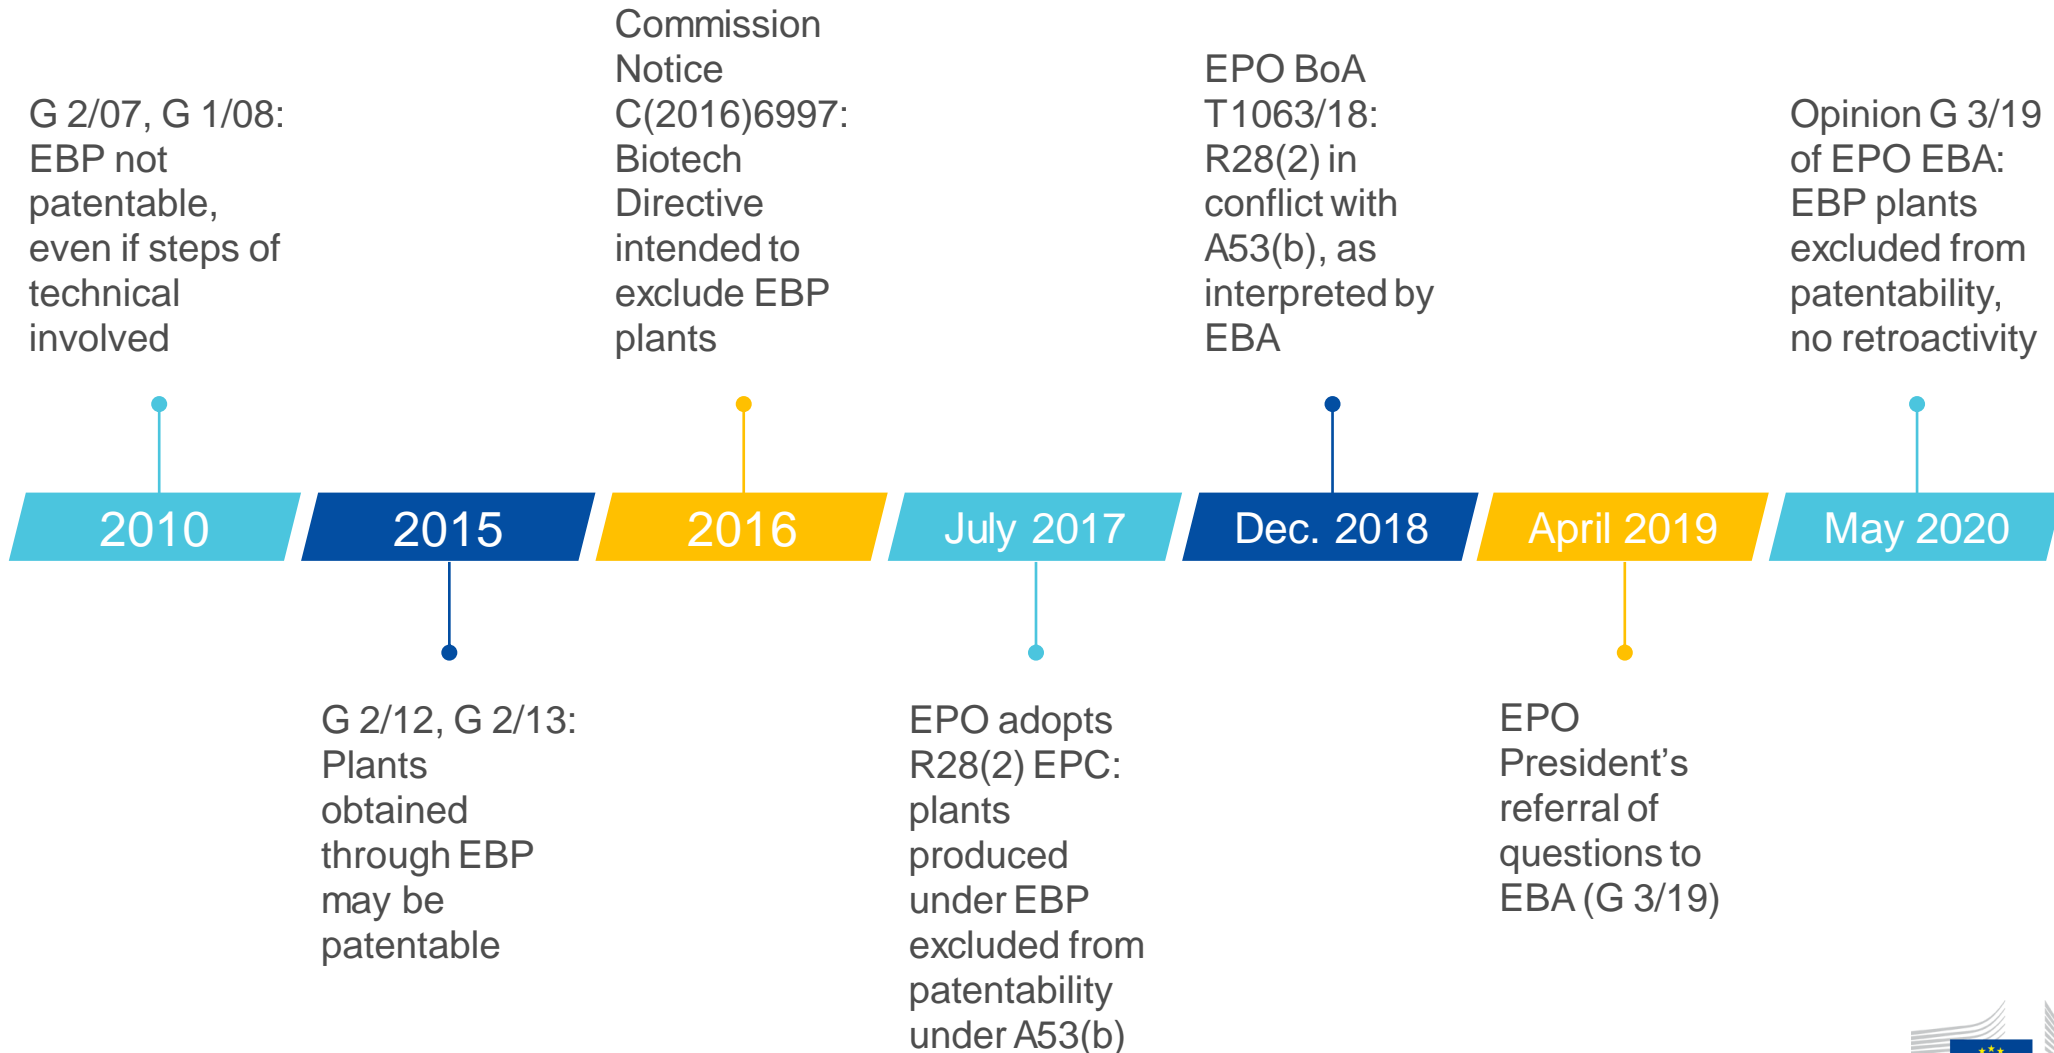 G 2/07, G 1/08:
EBP not
patentable,
even if steps of
technical
involved
Commission
Notice
C(2016)6997:
Biotech
Directive
intended to
exclude EBP
plants
EPO BoA
T1063/18:
R28(2) in
conflict with
A53(b), as
interpreted by
EBA
Opinion G 3/19
of EPO EBA:
EBP plants
excluded from
patentability,
no retroactivity
2010
2015
2016
July 2017
Dec. 2018
April 2019
May 2020
G 2/12, G 2/13:
Plants
obtained
through EBP
may be
patentable
EPO adopts
R28(2) EPC:
plants
produced
under EBP
excluded from
patentability
under A53(b)
EPO
President’s
referral of
questions to
EBA (G 3/19)